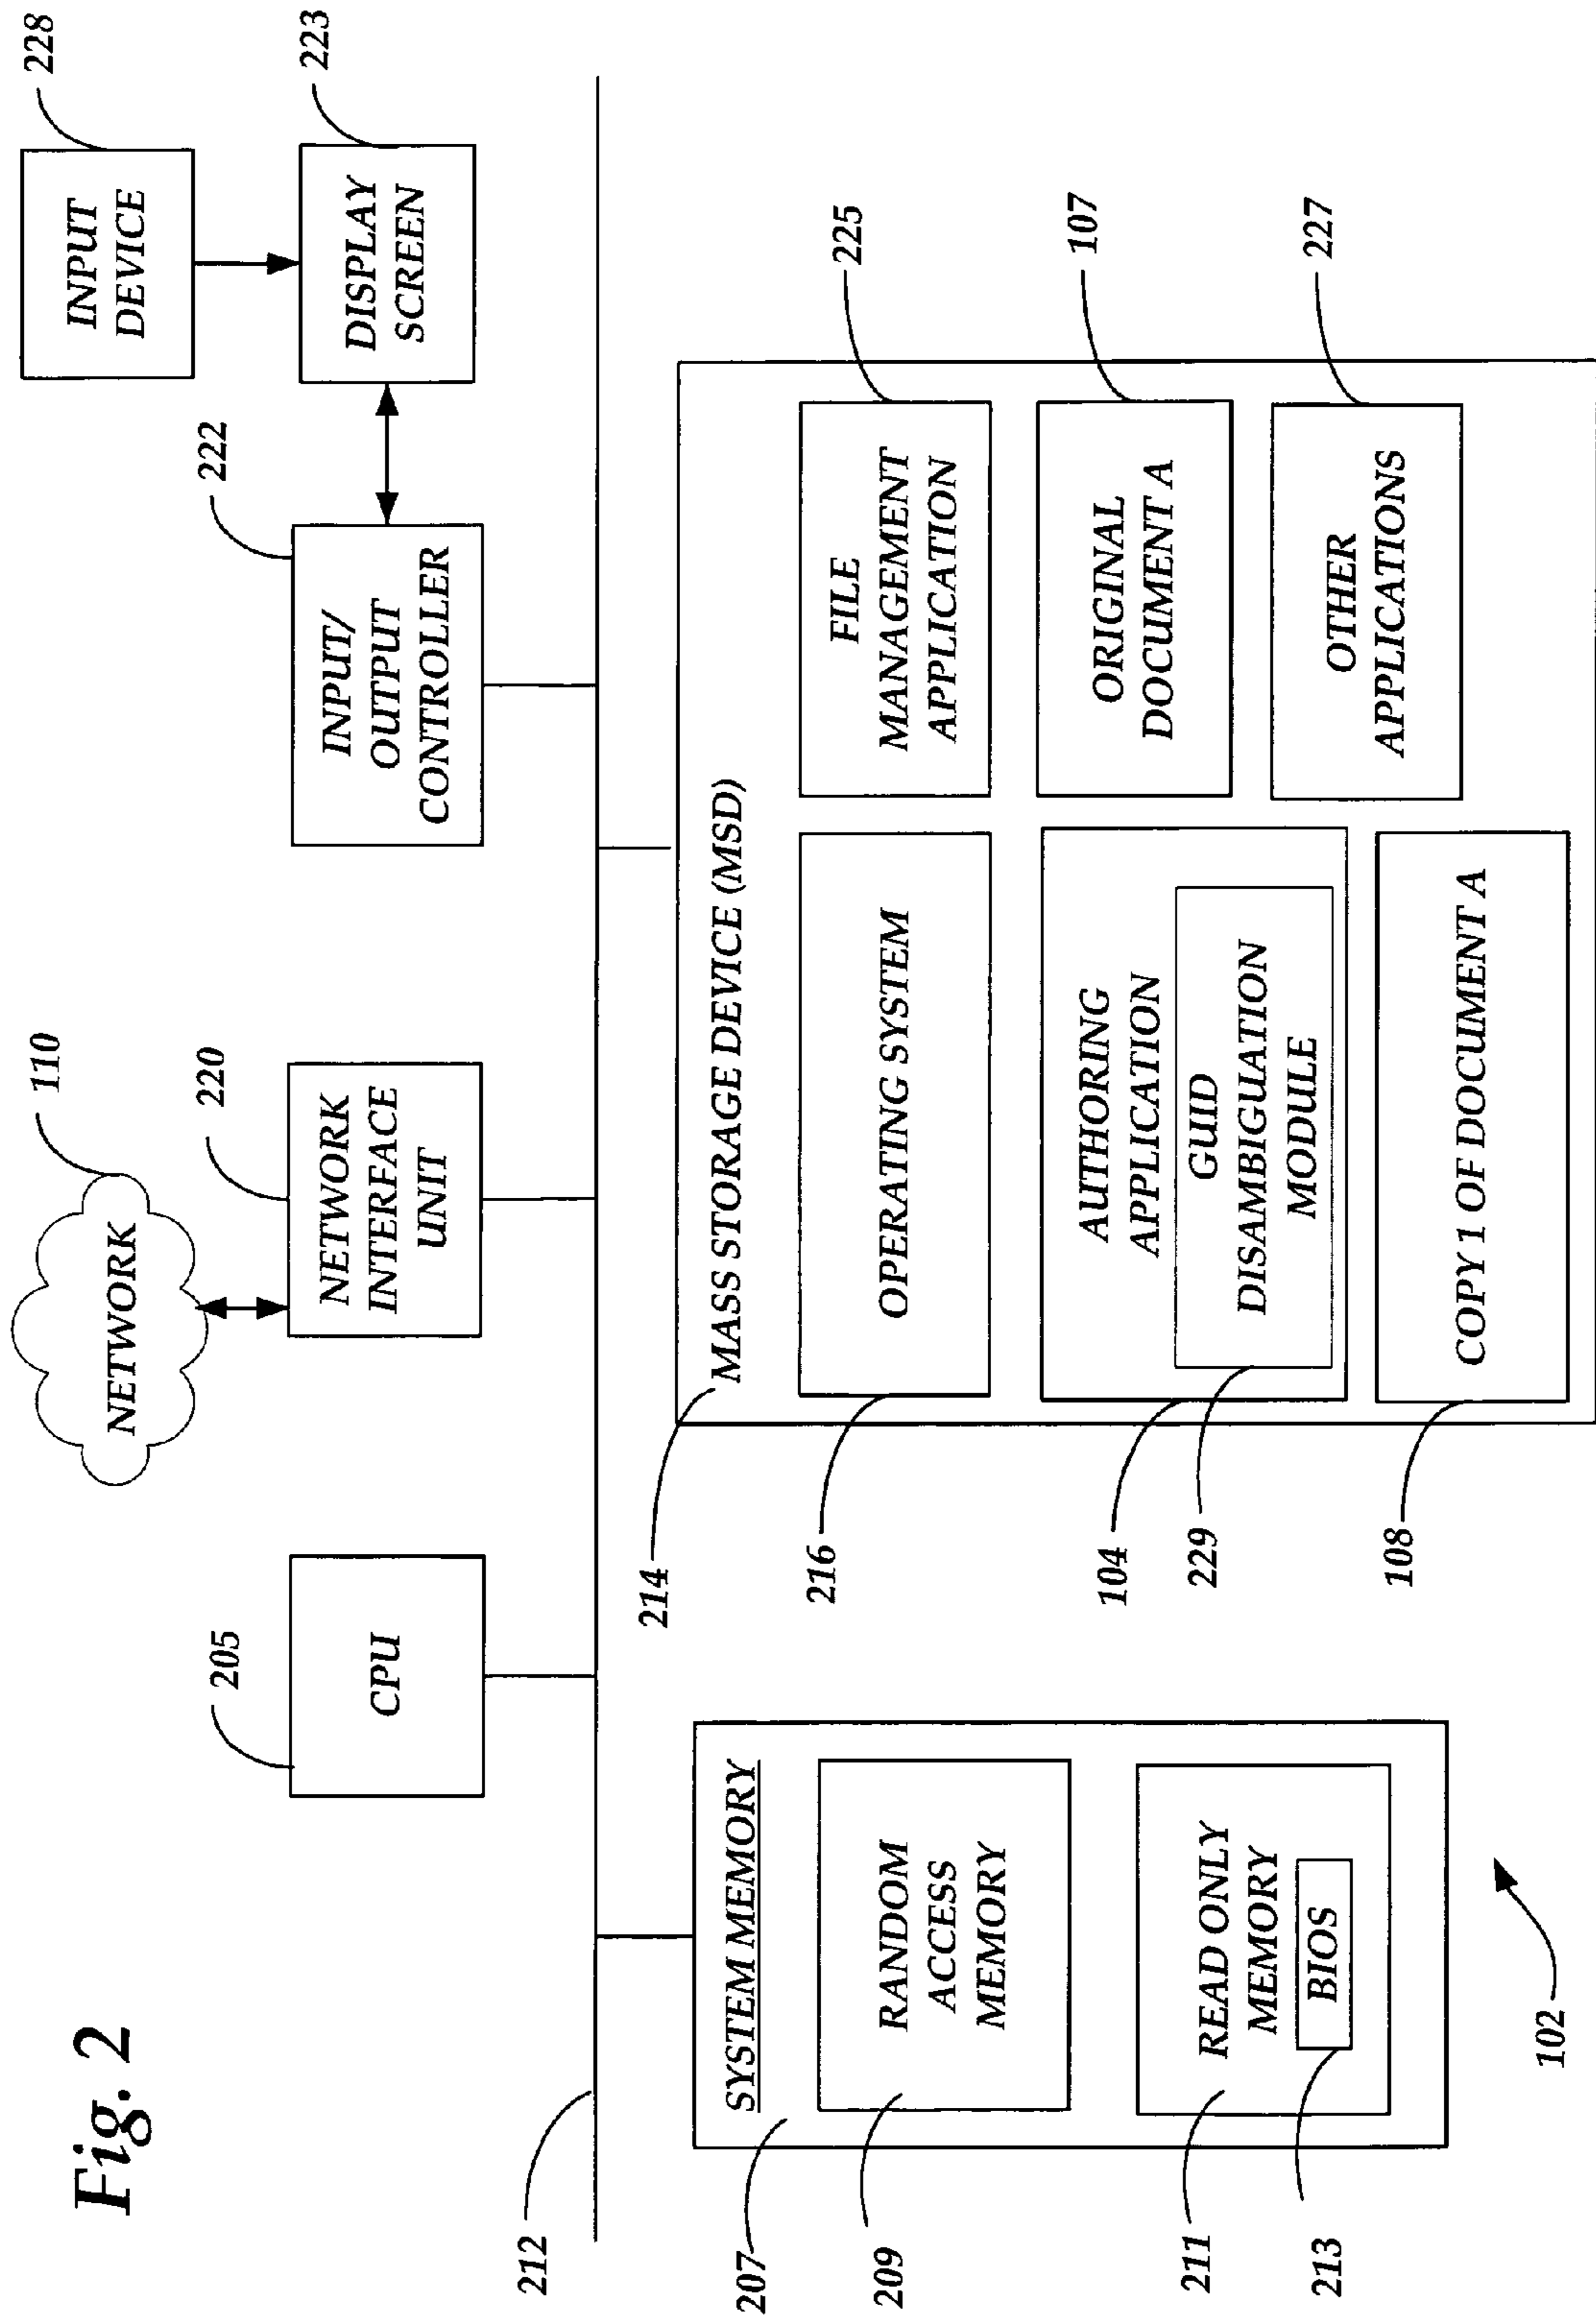 Fig. 2
110
NETWORK
228
INPUT
DEVICE
205
CPU
220
NETWORK
INTERFACE
UNIT
222
INPUT/
OUTPUT
CONTROLLER
223
DISPLAY
SCREEN
212
207
SYSTEM MEMORY
209
RANDOM
ACCESS
MEMORY
211
READ ONLY
MEMORY
213
BIOS
102
214
MASS STORAGE DEVICE (MSD)
216
OPERATING SYSTEM
225
FILE
MANAGEMENT
APPLICATION
104
AUTHORING
APPLICATION
229
GUID
DISAMBIGUATION
MODULE
107
ORIGINAL
DOCUMENT A
108
COPY 1 OF DOCUMENT A
227
OTHER
APPLICATIONS